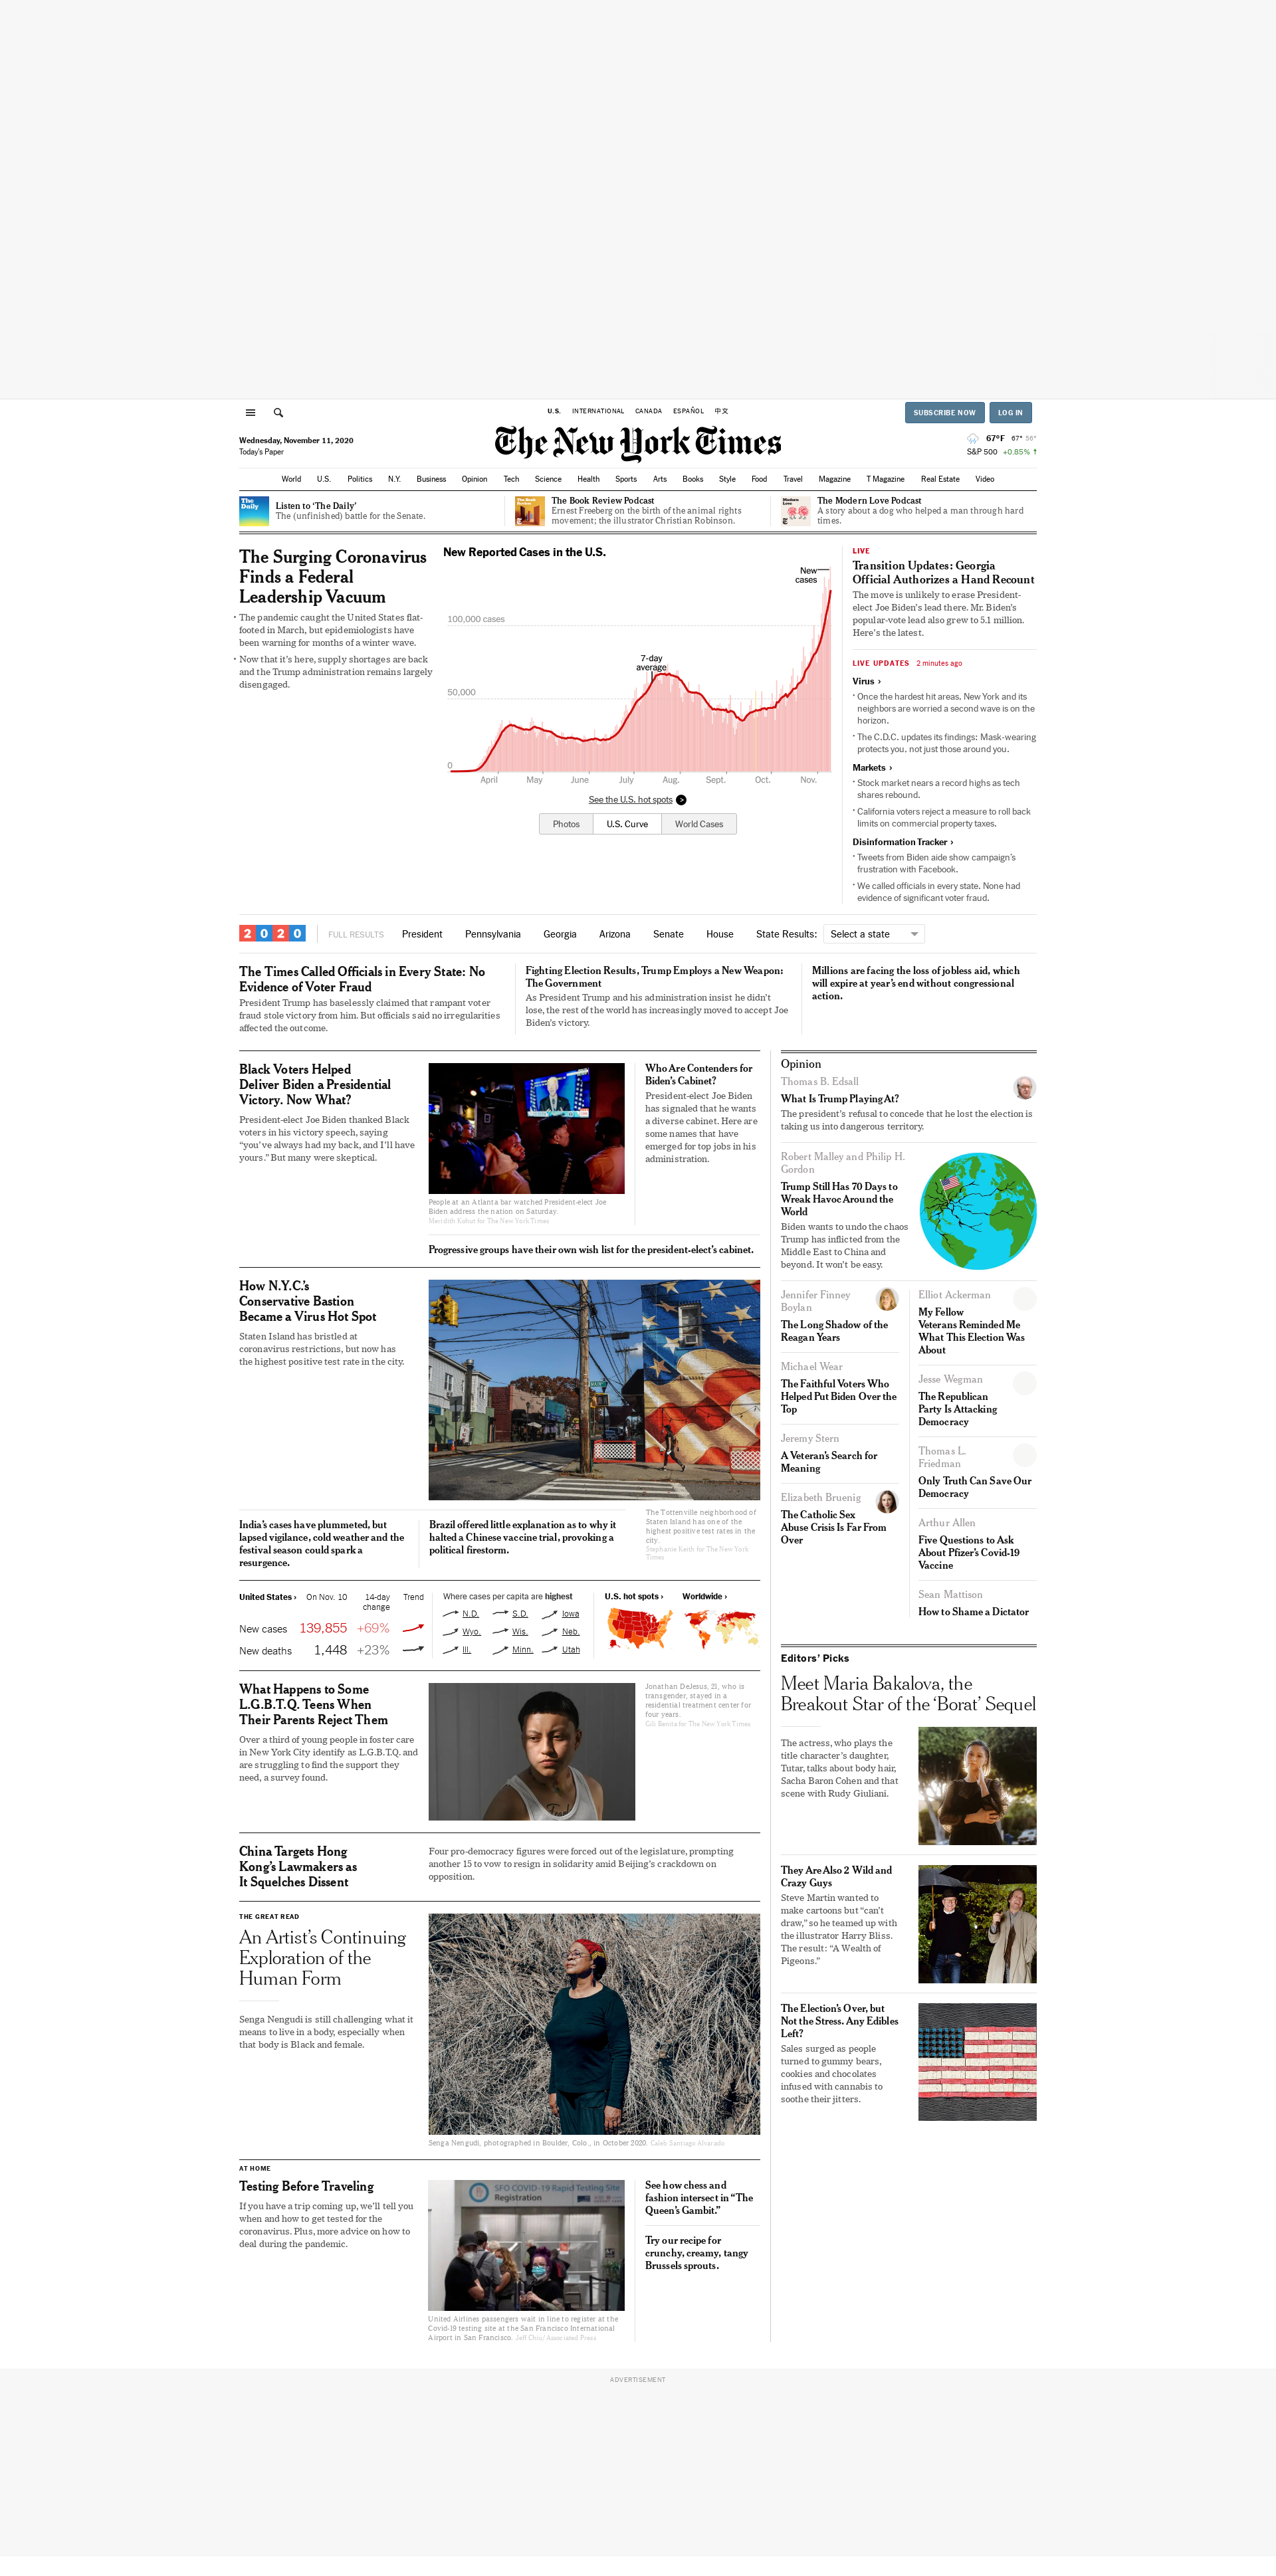 U.S. INTERNATIONAL CANADA ESPAÑOL 中文
SUBSCRIBE NOW LOG IN
Wednesday, November 11, 2020
Today's Paper
The New York Times
67°F 67° 56°
S&P 500 +0.85% ↑
World U.S. Politics N.Y. Business Opinion Tech Science Health Sports Arts Books Style Food Travel Magazine T Magazine Real Estate Video
The
Daily
Listen to ‘The Daily’
The (unfinished) battle for the Senate.
The Book Review Podcast
Ernest Freeberg on the birth of the animal rights
movement; the illustrator Christian Robinson.
Modern
Love
The Modern Love Podcast
A story about a dog who helped a man through hard
times.
The Surging Coronavirus
Finds a Federal
Leadership Vacuum
• The pandemic caught the United States flat-
footed in March, but epidemiologists have
been warning for months of a winter wave.
• Now that it’s here, supply shortages are back
and the Trump administration remains largely
disengaged.
New Reported Cases in the U.S.
New
cases
100,000 cases
7-day
average
50,000
0
April May June July Aug. Sept. Oct. Nov.
See the U.S. hot spots >
Photos U.S. Curve World Cases
LIVE
Transition Updates: Georgia
Official Authorizes a Hand Recount
The move is unlikely to erase President-
elect Joe Biden’s lead there. Mr. Biden’s
popular-vote lead also grew to 5.1 million.
Here’s the latest.
LIVE UPDATES 2 minutes ago
Virus ›
• Once the hardest hit areas, New York and its
neighbors are worried a second wave is on the
horizon.
• The C.D.C. updates its findings: Mask-wearing
protects you, not just those around you.
Markets ›
• Stock market nears a record highs as tech
shares rebound.
• California voters reject a measure to roll back
limits on commercial property taxes.
Disinformation Tracker ›
• Tweets from Biden aide show campaign’s
frustration with Facebook.
• We called officials in every state. None had
evidence of significant voter fraud.
2020 FULL RESULTS President Pennsylvania Georgia Arizona Senate House State Results: Select a state
The Times Called Officials in Every State: No
Evidence of Voter Fraud
President Trump has baselessly claimed that rampant voter
fraud stole victory from him. But officials said no irregularities
affected the outcome.
Fighting Election Results, Trump Employs a New Weapon:
The Government
As President Trump and his administration insist he didn’t
lose, the rest of the world has increasingly moved to accept Joe
Biden’s victory.
Millions are facing the loss of jobless aid, which
will expire at year’s end without congressional
action.
Black Voters Helped
Deliver Biden a Presidential
Victory. Now What?
President-elect Joe Biden thanked Black
voters in his victory speech, saying
“you’ve always had my back, and I’ll have
yours.” But many were skeptical.
People at an Atlanta bar watched President-elect Joe
Biden address the nation on Saturday.
Meridith Kohut for The New York Times
Who Are Contenders for
Biden’s Cabinet?
President-elect Joe Biden
has signaled that he wants
a diverse cabinet. Here are
some names that have
emerged for top jobs in his
administration.
Progressive groups have their own wish list for the president-elect’s cabinet.
How N.Y.C.’s
Conservative Bastion
Became a Virus Hot Spot
Staten Island has bristled at
coronavirus restrictions, but now has
the highest positive test rate in the city.
India’s cases have plummeted, but
lapsed vigilance, cold weather and the
festival season could spark a
resurgence.
Brazil offered little explanation as to why it
halted a Chinese vaccine trial, provoking a
political firestorm.
The Tottenville neighborhood of
Staten Island has one of the
highest positive test rates in the
city.
Stephanie Keith for The New York
Times
United States › On Nov. 10 14-day Trend
change
New cases 139,855 +69%
New deaths 1,448 +23%
Where cases per capita are highest
N.D. S.D. Iowa
Wyo. Wis. Neb.
Ill. Minn. Utah
U.S. hot spots › Worldwide ›
What Happens to Some
L.G.B.T.Q. Teens When
Their Parents Reject Them
Over a third of young people in foster care
in New York City identify as L.G.B.T.Q. and
are struggling to find the support they
need, a survey found.
Jonathan DeJesus, 21, who is
transgender, stayed in a
residential treatment center for
four years.
Gili Benita for The New York Times
China Targets Hong
Kong’s Lawmakers as
It Squelches Dissent
Four pro-democracy figures were forced out of the legislature, prompting
another 15 to vow to resign in solidarity amid Beijing’s crackdown on
opposition.
THE GREAT READ
An Artist’s Continuing
Exploration of the
Human Form
Senga Nengudi is still challenging what it
means to live in a body, especially when
that body is Black and female.
Senga Nengudi, photographed in Boulder, Colo., in October 2020. Caleb Santiago Alvarado
AT HOME
Testing Before Traveling
If you have a trip coming up, we’ll tell you
when and how to get tested for the
coronavirus. Plus, more advice on how to
deal during the pandemic.
SFO COVID-19 Rapid Testing Site
Registration
United Airlines passengers wait in line to register at the
Covid-19 testing site at the San Francisco International
Airport in San Francisco. Jeff Chiu/Associated Press
See how chess and
fashion intersect in “The
Queen’s Gambit.”
Try our recipe for
crunchy, creamy, tangy
Brussels sprouts.
Opinion
Thomas B. Edsall
What Is Trump Playing At?
The president’s refusal to concede that he lost the election is
taking us into dangerous territory.
Robert Malley and Philip H.
Gordon
Trump Still Has 70 Days to
Wreak Havoc Around the
World
Biden wants to undo the chaos
Trump has inflicted from the
Middle East to China and
beyond. It won’t be easy.
Jennifer Finney
Boylan
The Long Shadow of the
Reagan Years
Michael Wear
The Faithful Voters Who
Helped Put Biden Over the
Top
Jeremy Stern
A Veteran’s Search for
Meaning
Elizabeth Bruenig
The Catholic Sex
Abuse Crisis Is Far From
Over
Elliot Ackerman
My Fellow
Veterans Reminded Me
What This Election Was
About
Jesse Wegman
The Republican
Party Is Attacking
Democracy
Thomas L.
Friedman
Only Truth Can Save Our
Democracy
Arthur Allen
Five Questions to Ask
About Pfizer’s Covid-19
Vaccine
Sean Mattison
How to Shame a Dictator
Editors’ Picks
Meet Maria Bakalova, the
Breakout Star of the ‘Borat’ Sequel
The actress, who plays the
title character’s daughter,
Tutar, talks about body hair,
Sacha Baron Cohen and that
scene with Rudy Giuliani.
They Are Also 2 Wild and
Crazy Guys
Steve Martin wanted to
make cartoons but “can’t
draw,” so he teamed up with
the illustrator Harry Bliss.
The result: “A Wealth of
Pigeons.”
The Election’s Over, but
Not the Stress. Any Edibles
Left?
Sales surged as people
turned to gummy bears,
cookies and chocolates
infused with cannabis to
soothe their jitters.
ADVERTISEMENT